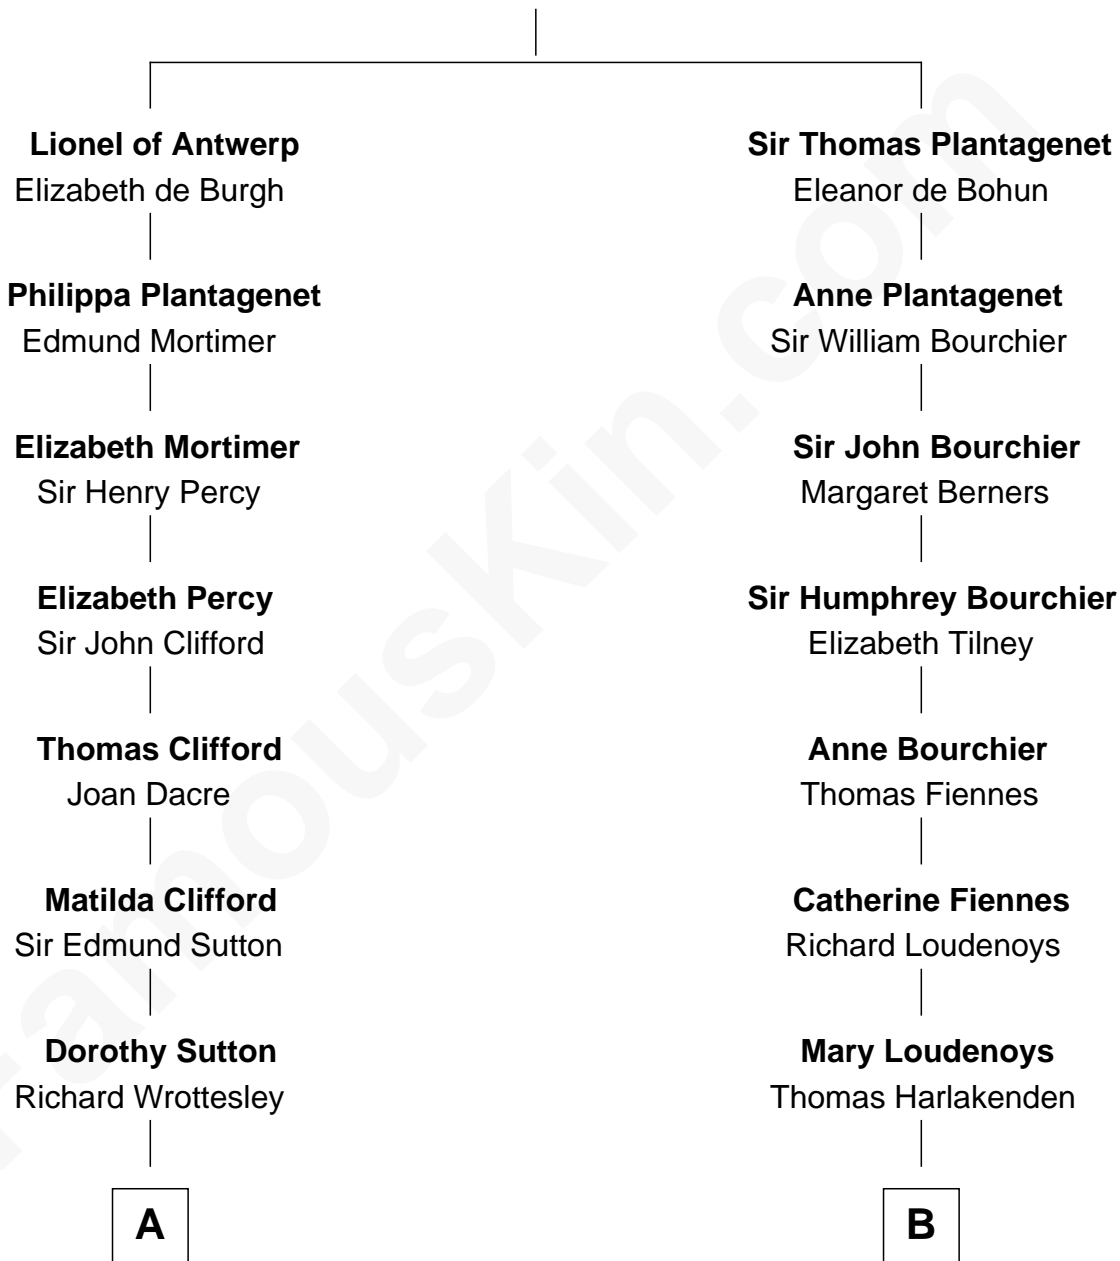 Lionel of Antwerp
Elizabeth de Burgh
Philippa Plantagenet
Edmund Mortimer
Elizabeth Mortimer
Sir Henry Percy
Elizabeth Percy
Sir John Clifford
Thomas Clifford
Joan Dacre
Matilda Clifford
Sir Edmund Sutton
Dorothy Sutton
Richard Wrottesley
A
Sir Thomas Plantagenet
Eleanor de Bohun
Anne Plantagenet
Sir William Bourchier
Sir John Bourchier
Margaret Berners
Sir Humphrey Bourchier
Elizabeth Tilney
Anne Bourchier
Thomas Fiennes
Catherine Fiennes
Richard Loudenoys
Mary Loudenoys
Thomas Harlakenden
B
FamousKin.com